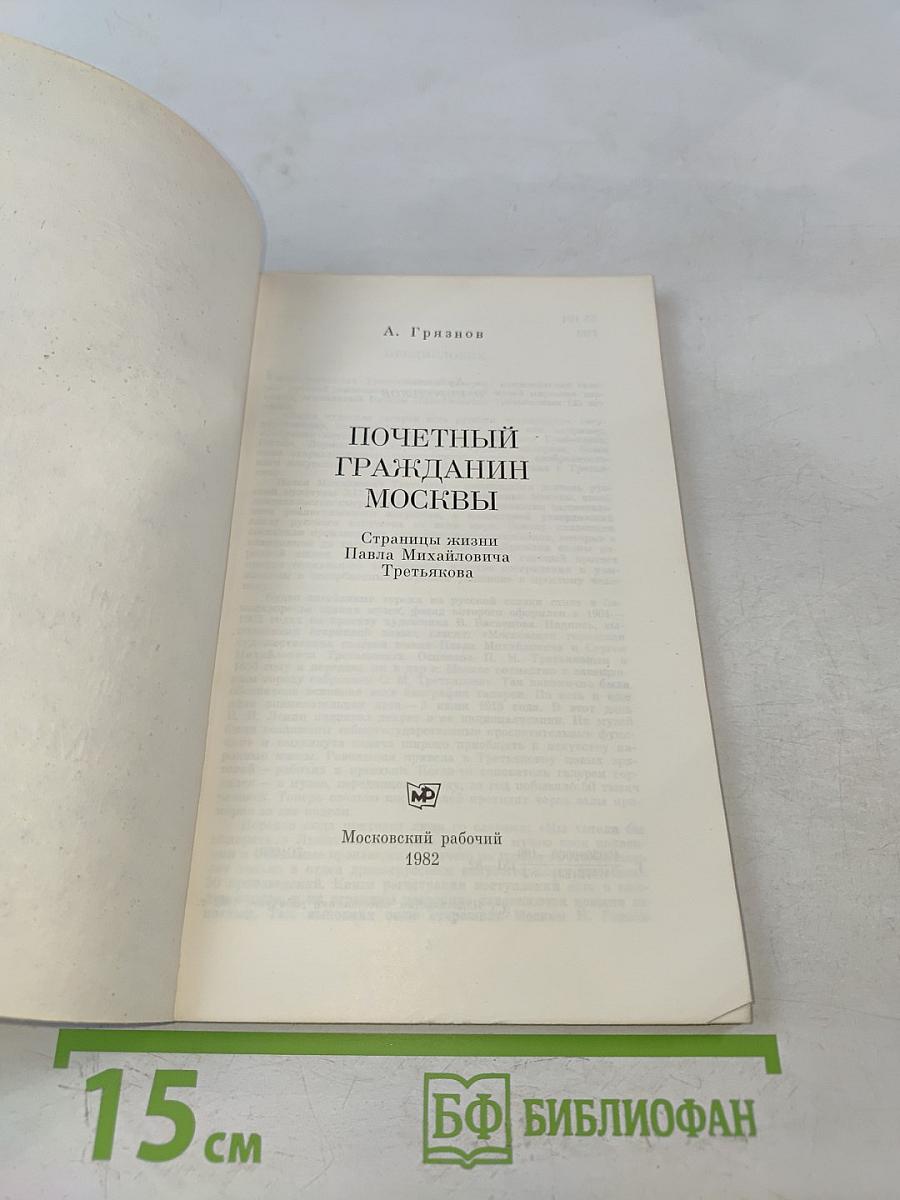 А. Грязнов
ПОЧЕТНЫЙ
ГРАЖДАНИН
МОСКВЫ
Страницы жизни
Павла Михайловича
Третьякова
МР
Московский рабочий
1982
15 см
БФ БИБЛИОФАН